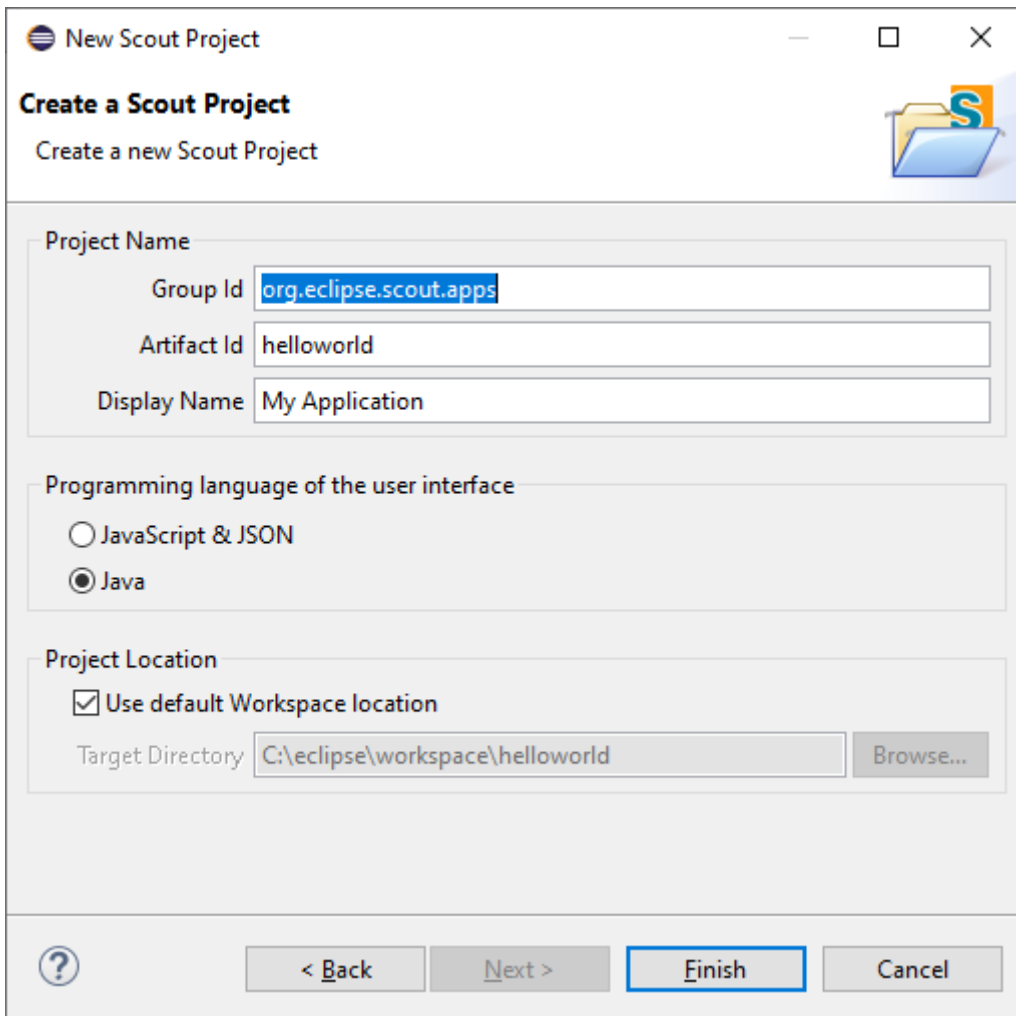 New Scout Project
Create a Scout Project
Create a new Scout Project
S
Project Name
Group Id org.eclipse.scout.apps
Artifact Id helloworld
Display Name My Application
Programming language of the user interface
JavaScript & JSON
Java
Project Location
Use default Workspace location
Target Directory C:\eclipse\workspace\helloworld Browse...
? < Back Next > Finish Cancel